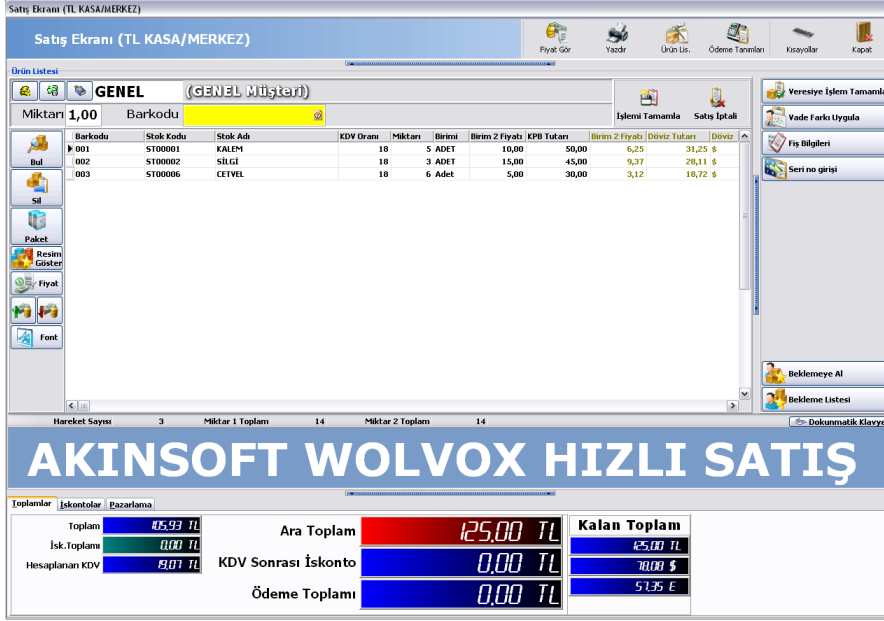 Satış Ekranı (TL KASA/MERKEZ)
Satış Ekranı (TL KASA/MERKEZ)
Fiyat Gör Yazdır Ürün Lis. Ödeme Tanımları Kısayollar Kapat
Ürün Listesi
GENEL (GENEL Müşteri)
Miktarı 1,00 Barkodu
İşlemi Tamamla Satış İptali
Veresiye İşlem Tamamla
Vade Farkı Uygula
Fiş Bilgileri
Seri no girişi
Bul
Sil
Paket
Resim Göster
Fiyat
Font
Barkodu Stok Kodu Stok Adı KDV Oranı Miktarı Birimi Birim 2 Fiyatı KPB Tutarı Birim 2 Fiyatı Döviz Tutarı Döviz
001 ST00001 KALEM 18 5 ADET 10,00 50,00 6,25 31,25 $
002 ST00002 SİLGİ 18 3 ADET 15,00 45,00 9,37 28,11 $
003 ST00006 CETVEL 18 6 Adet 5,00 30,00 3,12 18,72 $
Beklemeye Al
Bekleme Listesi
Hareket Sayısı 3 Miktar 1 Toplam 14 Miktar 2 Toplam 14
Dokunmatik Klavye
AKINSOFT WOLVOX HIZLI SATIŞ
Toplamlar İskontolar Pazarlama
Toplam 105,93 TL
İsk.Toplamı 0,00 TL
Hesaplanan KDV 19,07 TL
Ara Toplam 125,00 TL
KDV Sonrası İskonto 0,00 TL
Ödeme Toplamı 0,00 TL
Kalan Toplam
125,00 TL
78,08 $
57,35 E